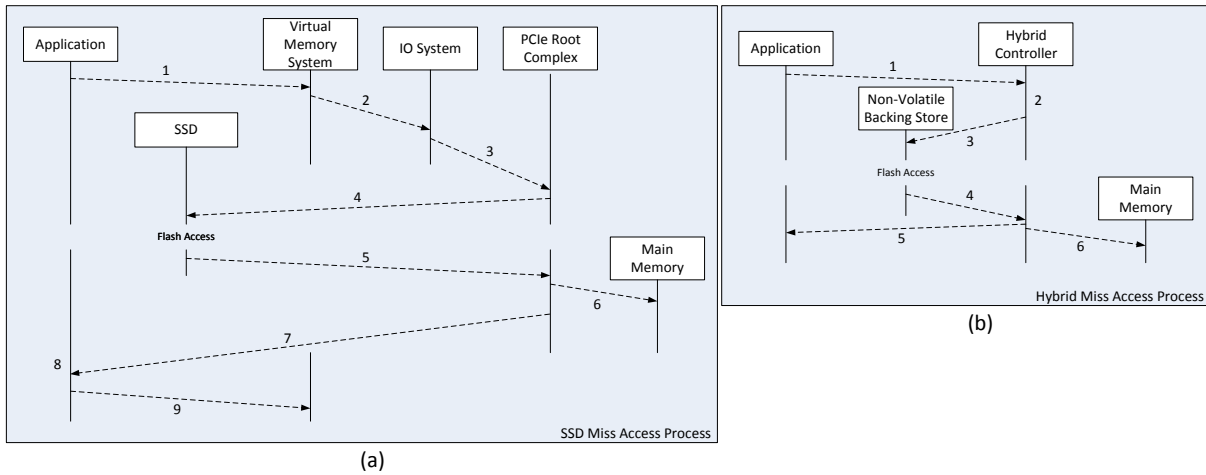 Application
Virtual
Memory
System
IO System
PCIe Root
Complex
1
2
SSD
3
4
Flash Access
5
Main
Memory
6
7
8
9
SSD Miss Access Process
(a)
Application
Hybrid
Controller
1
2
Non-Volatile
Backing Store
3
Flash Access
4
Main
Memory
5
6
Hybrid Miss Access Process
(b)